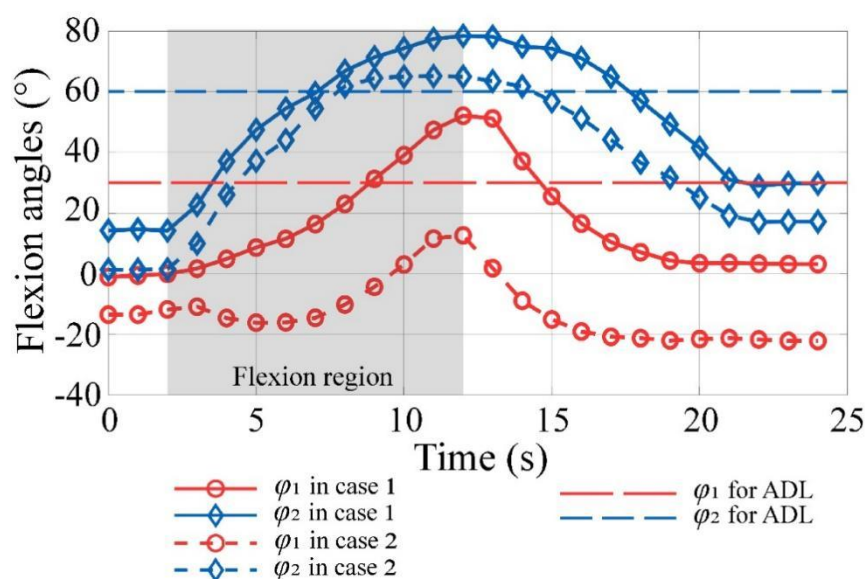 Flexion angles (°)
80
60
40
20
0
-20
-40
Flexion region
0
5
10
15
20
25
Time (s)
φ1 in case 1
φ2 in case 1
φ1 in case 2
φ2 in case 2
φ1 for ADL
φ2 for ADL